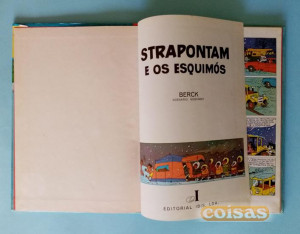 STRAPONTAM
E OS ESQUIMÓS
BERCK
I
EDITORIAL
coisas